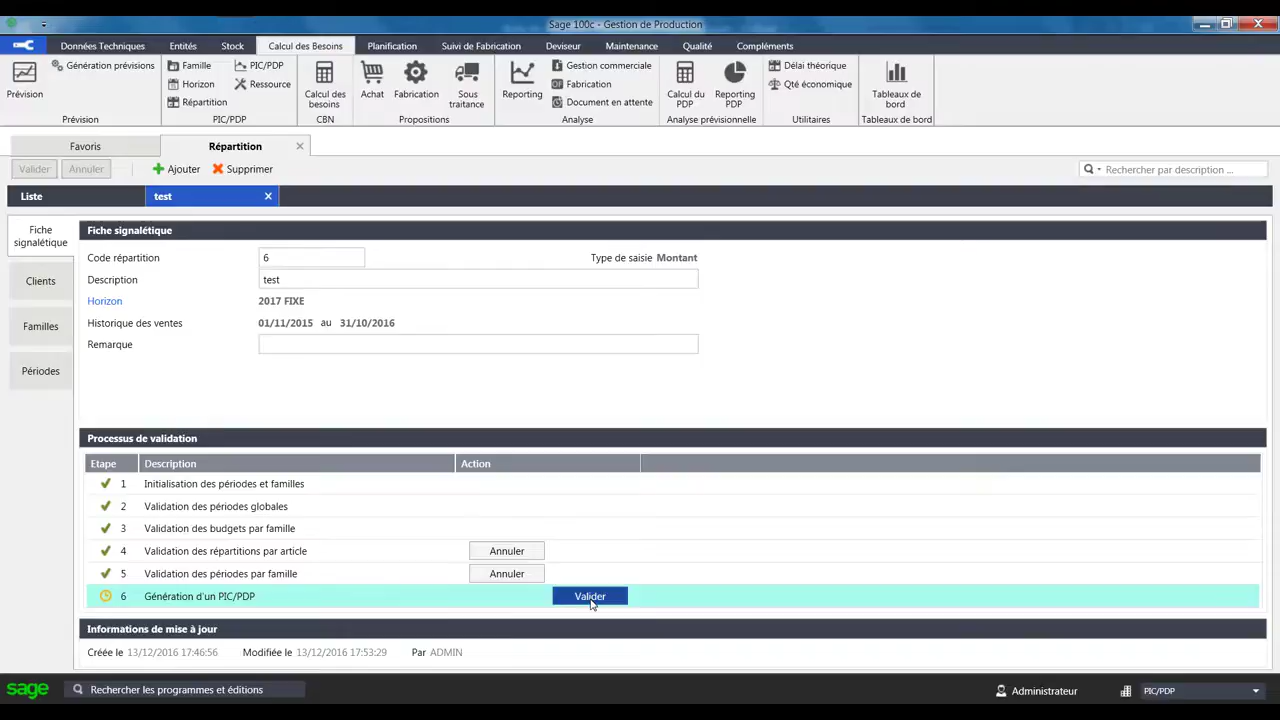 Sage 100c - Gestion de Production
Données Techniques Entités Stock Calcul des Besoins Planification Suivi de Fabrication Deviseur Maintenance Qualité Compléments
Prévision
Génération prévisions
Prévision
Famille
Horizon
Répartition
PIC/PDP
Ressource
PIC/PDP
Calcul des
besoins
CBN
Achat
Fabrication
Sous
traitance
Propositions
Reporting
Gestion commerciale
Fabrication
Document en attente
Analyse
Calcul du
PDP
Reporting
PDP
Analyse prévisionnelle
Délai théorique
Qté économique
Utilitaires
Tableaux de
bord
Tableaux de bord
Favoris Répartition
Valider Annuler Ajouter Supprimer Rechercher par description ...
Liste test
Fiche
signalétique
Clients
Familles
Périodes
Fiche signalétique
Code répartition 6 Type de saisie Montant
Description test
Horizon 2017 FIXE
Historique des ventes 01/11/2015 au 31/10/2016
Remarque
Processus de validation
Etape Description Action
1 Initialisation des périodes et familles
2 Validation des périodes globales
3 Validation des budgets par famille
4 Validation des répartitions par article Annuler
5 Validation des périodes par famille Annuler
6 Génération d'un PIC/PDP Valider
Informations de mise à jour
Créée le 13/12/2016 17:46:56 Modifiée le 13/12/2016 17:53:29 Par ADMIN
sage Rechercher les programmes et éditions Administrateur PIC/PDP